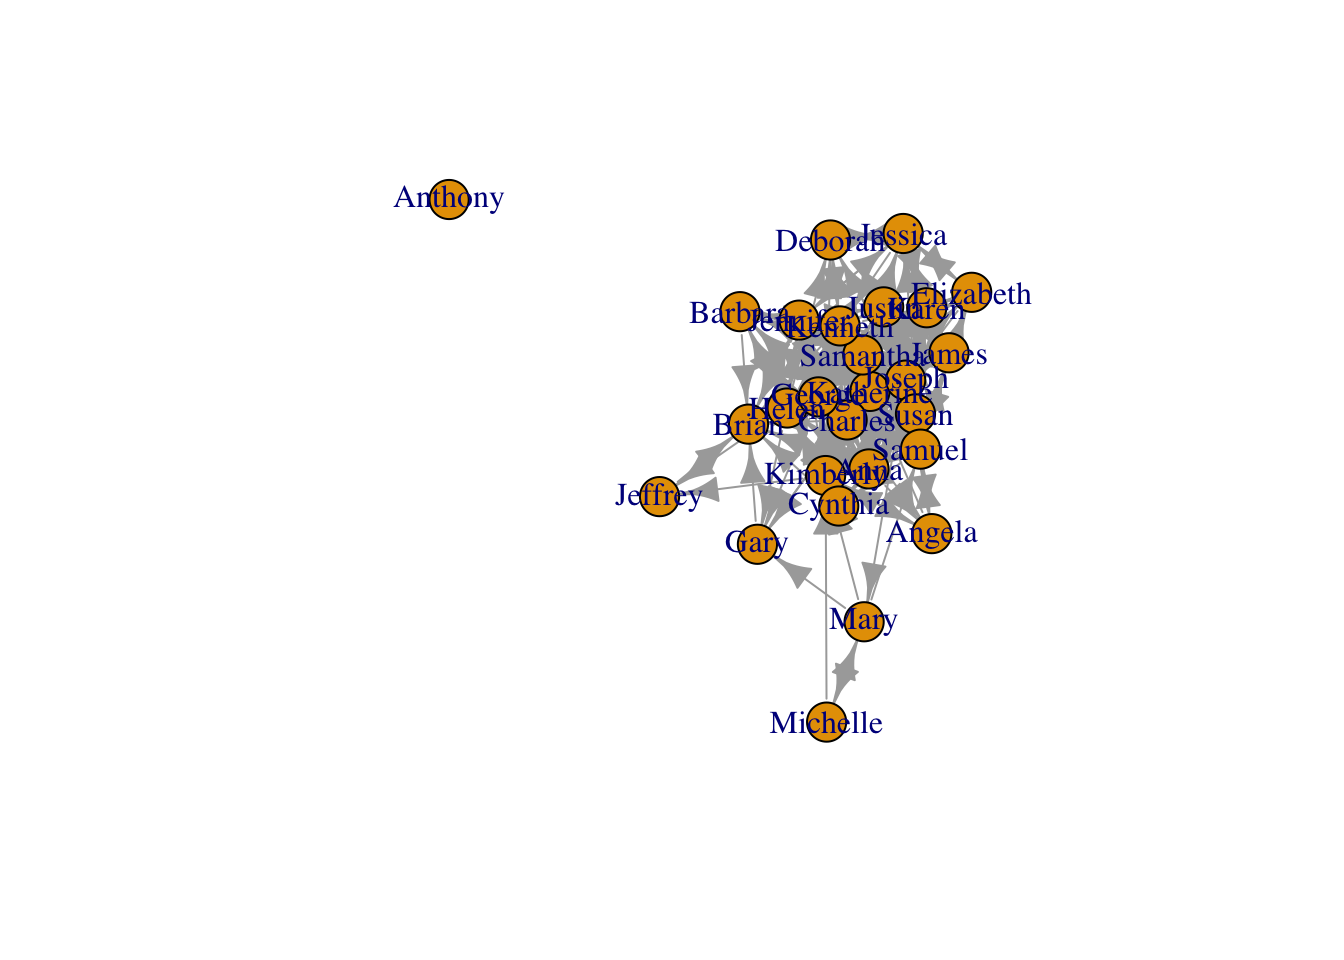 Anthony
Jessica
Deborah
Elizabeth
Justin
Karen
Barbara
Jennifer
Kenneth
Samantha
James
Joseph
George
Katherine
Helen
Susan
Charles
Brian
Samuel
Kimberly
Anna
Jeffrey
Cynthia
Gary
Angela
Mary
Michelle